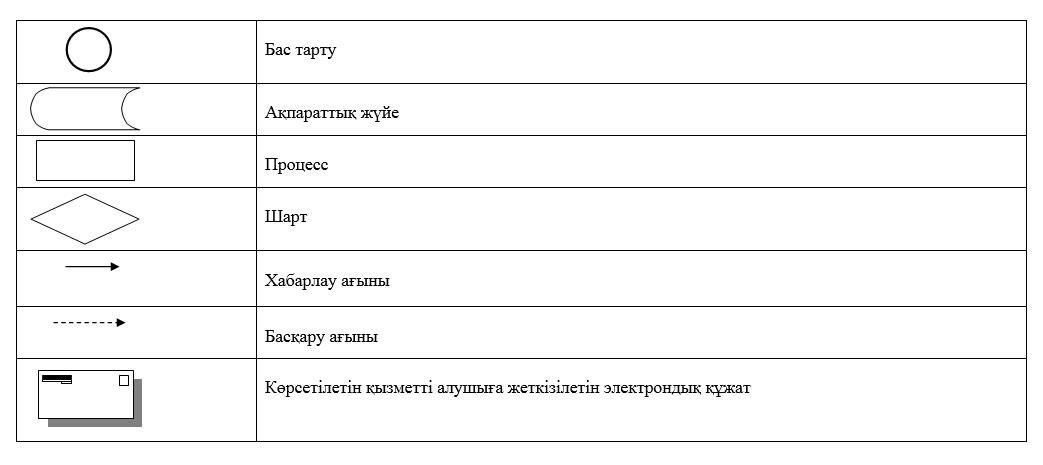 Бас тарту
Ақпараттық жүйе
Процесс
Шарт
Хабарлау ағыны
Басқару ағыны
Көрсетілетін қызметті алушыға жеткізілетін электрондық құжат